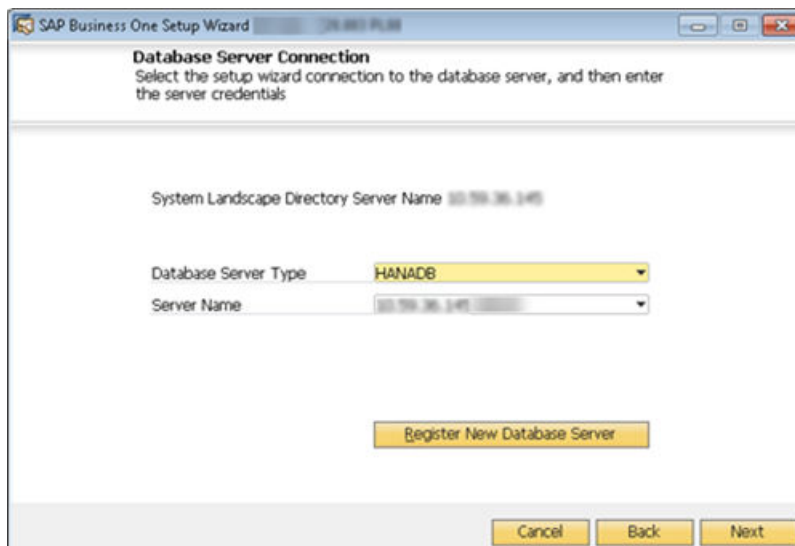 SAP Business One Setup Wizard
Database Server Connection
Select the setup wizard connection to the database server, and then enter
the server credentials
System Landscape Directory Server Name
Database Server Type HANADB
Server Name
Register New Database Server
Cancel Back Next